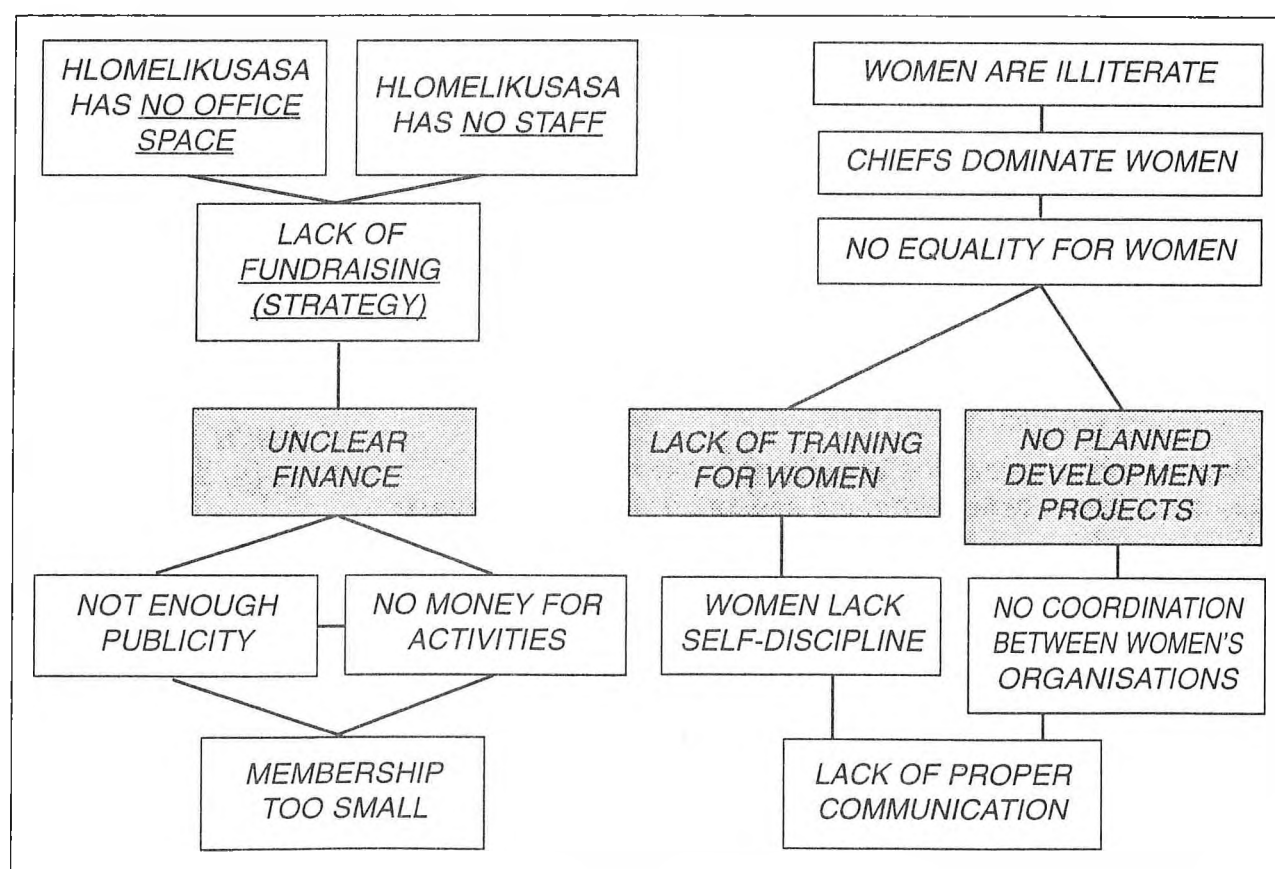 HLOMELIKUSASA
HAS NO OFFICE
SPACE
HLOMELIKUSASA
HAS NO STAFF
LACK OF
FUNDRAISING
(STRATEGY)
UNCLEAR
FINANCE
NOT ENOUGH
PUBLICITY
NO MONEY FOR
ACTIVITIES
MEMBERSHIP
TOO SMALL
WOMEN ARE ILLITERATE
CHIEFS DOMINATE WOMEN
NO EQUALITY FOR WOMEN
LACK OF TRAINING
FOR WOMEN
NO PLANNED
DEVELOPMENT
PROJECTS
WOMEN LACK
SELF-DISCIPLINE
NO COORDINATION
BETWEEN WOMEN'S
ORGANISATIONS
LACK OF PROPER
COMMUNICATION